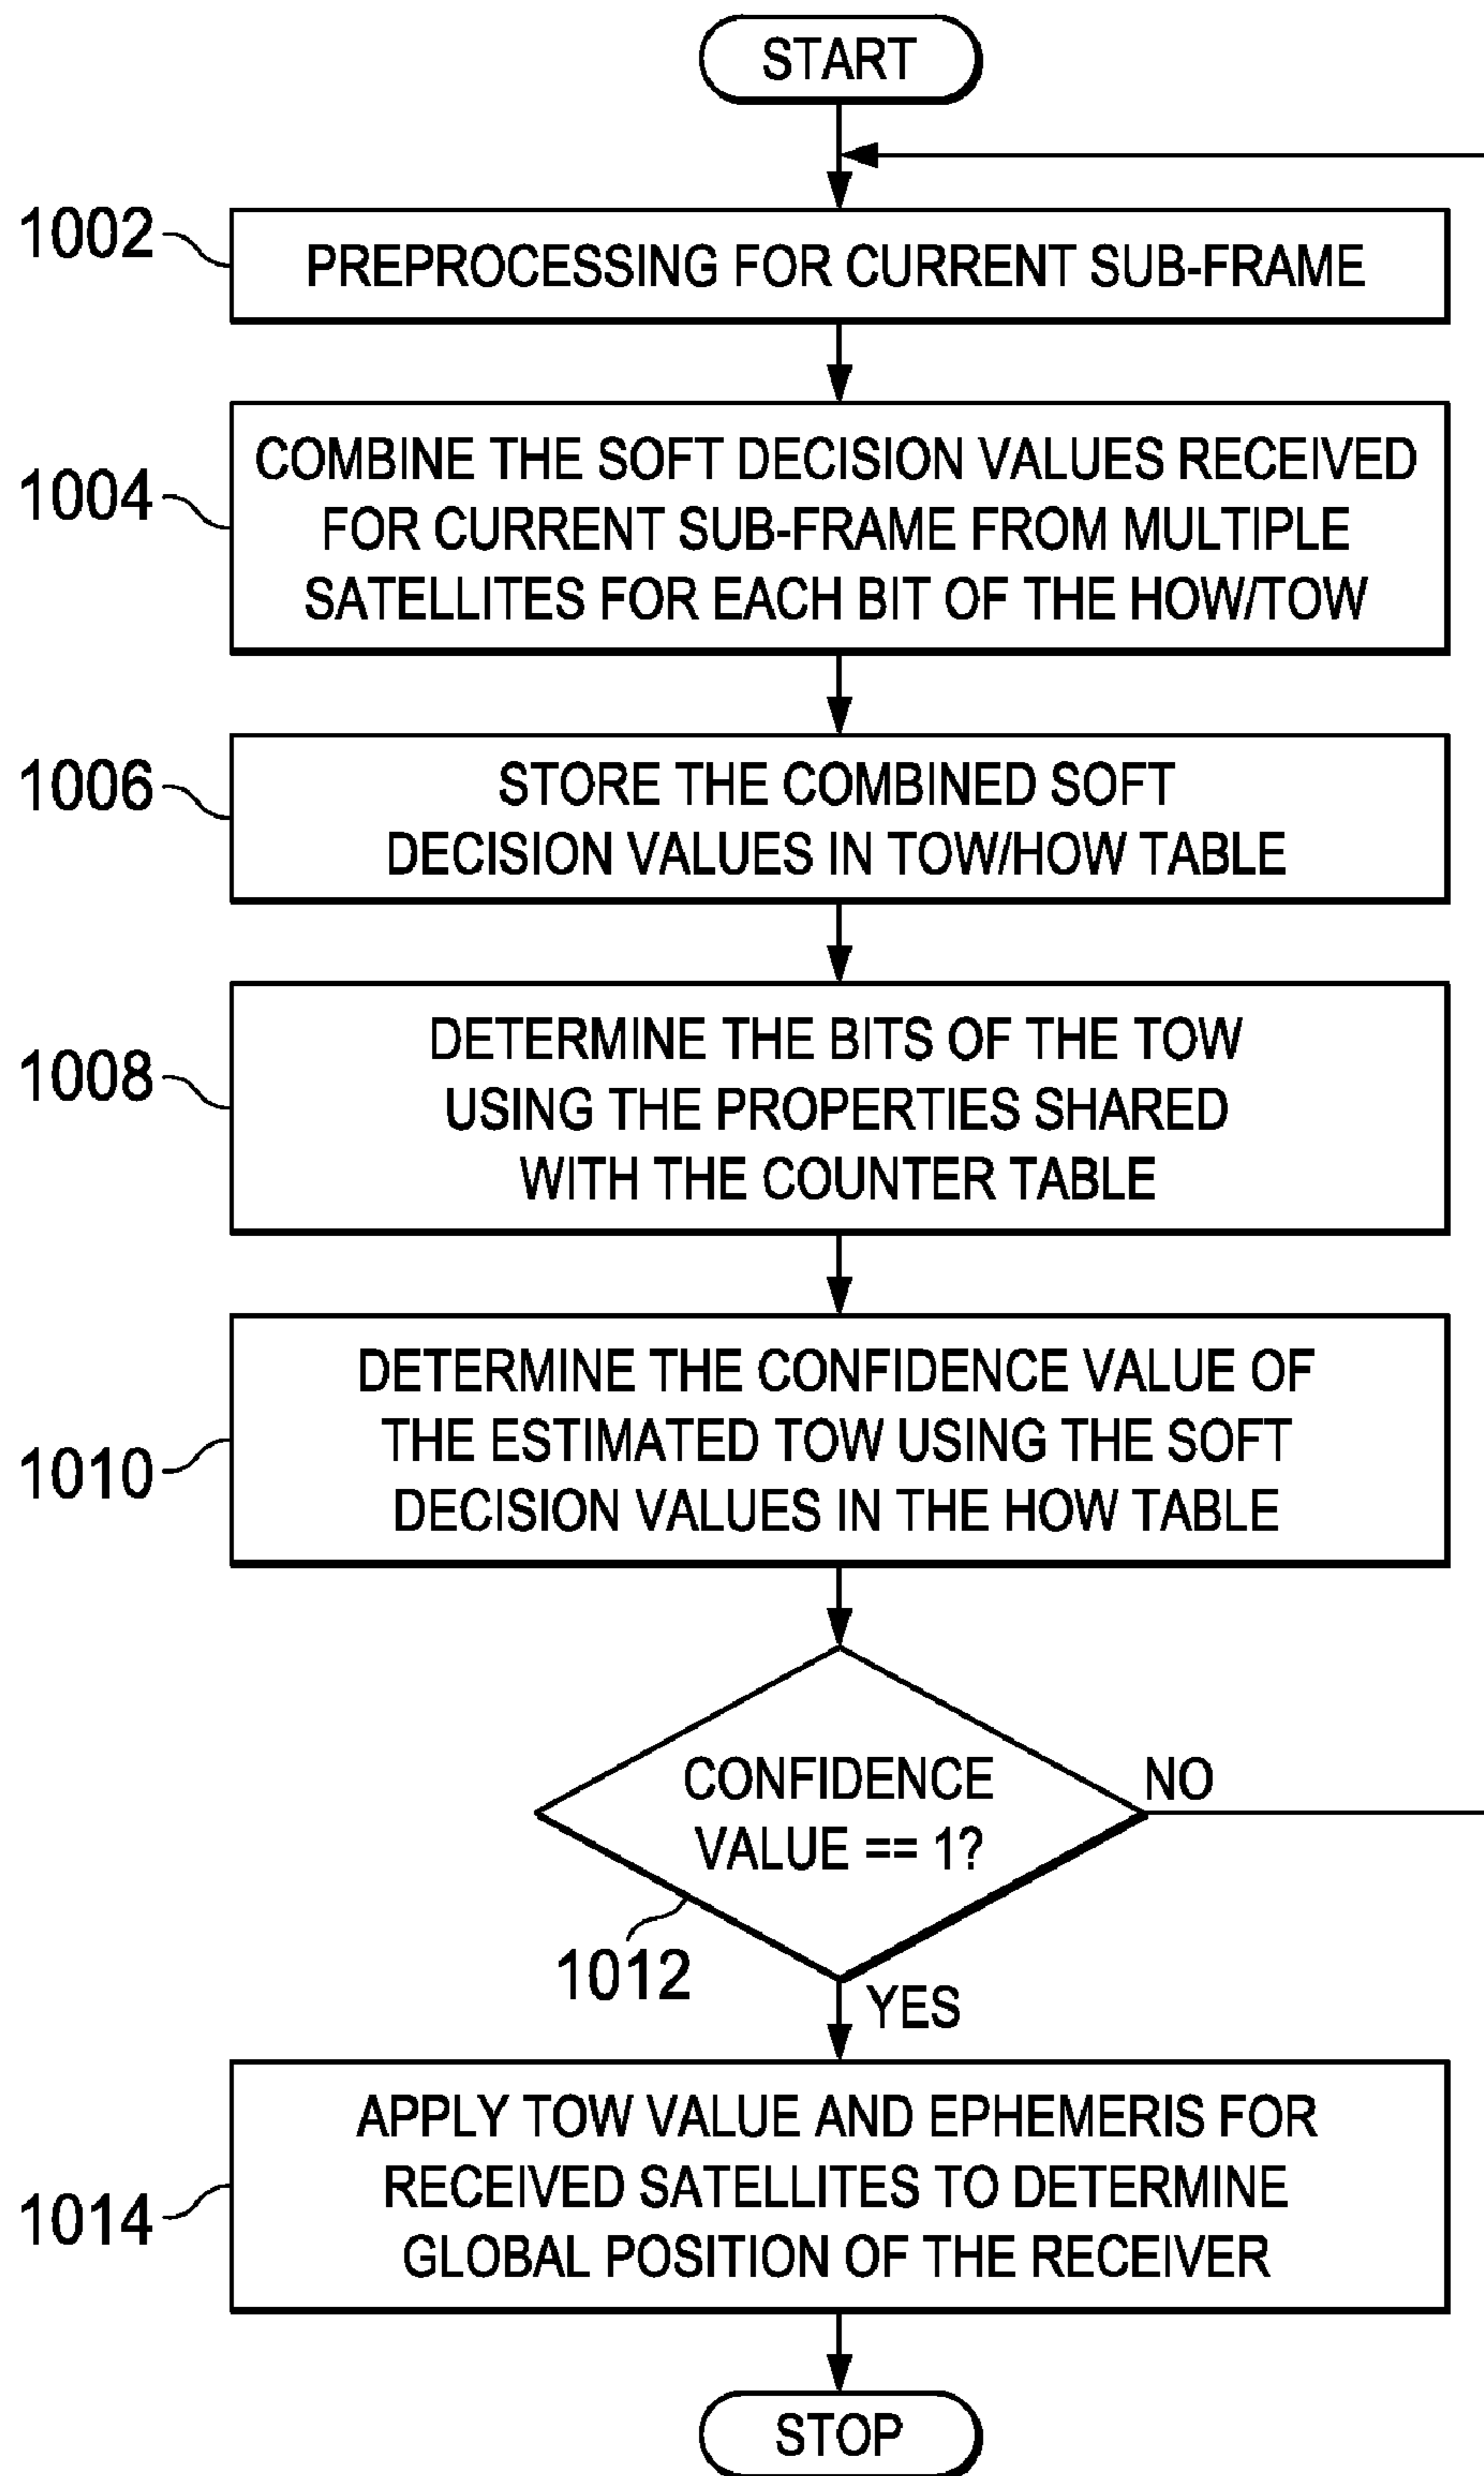 START
1002
PREPROCESSING FOR CURRENT SUB-FRAME
1004
COMBINE THE SOFT DECISION VALUES RECEIVED
FOR CURRENT SUB-FRAME FROM MULTIPLE
SATELLITES FOR EACH BIT OF THE HOW/TOW
1006
STORE THE COMBINED SOFT
DECISION VALUES IN TOW/HOW TABLE
1008
DETERMINE THE BITS OF THE TOW
USING THE PROPERTIES SHARED
WITH THE COUNTER TABLE
1010
DETERMINE THE CONFIDENCE VALUE OF
THE ESTIMATED TOW USING THE SOFT
DECISION VALUES IN THE HOW TABLE
CONFIDENCE
VALUE == 1?
NO
1012
YES
1014
APPLY TOW VALUE AND EPHEMERIS FOR
RECEIVED SATELLITES TO DETERMINE
GLOBAL POSITION OF THE RECEIVER
STOP